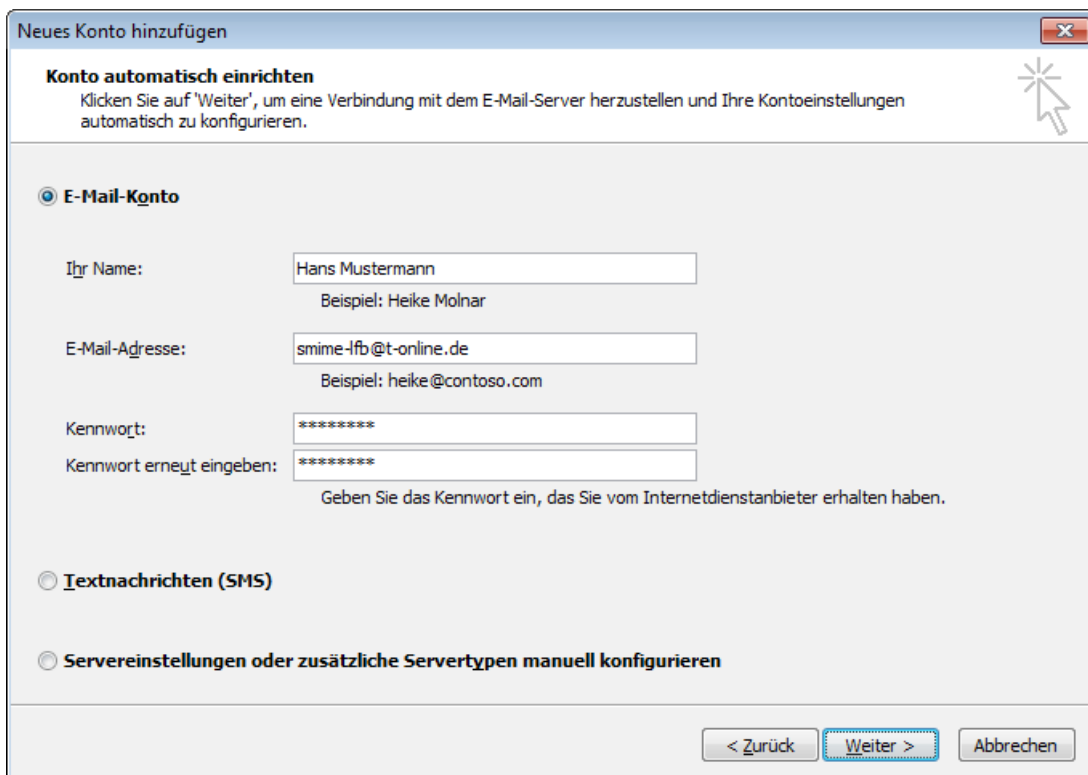 Neues Konto hinzufügen
Konto automatisch einrichten
Klicken Sie auf 'Weiter', um eine Verbindung mit dem E-Mail-Server herzustellen und Ihre Kontoeinstellungen
automatisch zu konfigurieren.
E-Mail-Konto
Ihr Name: Hans Mustermann
Beispiel: Heike Molnar
E-Mail-Adresse: smime-lfb@t-online.de
Beispiel: heike@contoso.com
Kennwort: ********
Kennwort erneut eingeben: ********
Geben Sie das Kennwort ein, das Sie vom Internetdienstanbieter erhalten haben.
Textnachrichten (SMS)
Servereinstellungen oder zusätzliche Servertypen manuell konfigurieren
< Zurück Weiter > Abbrechen